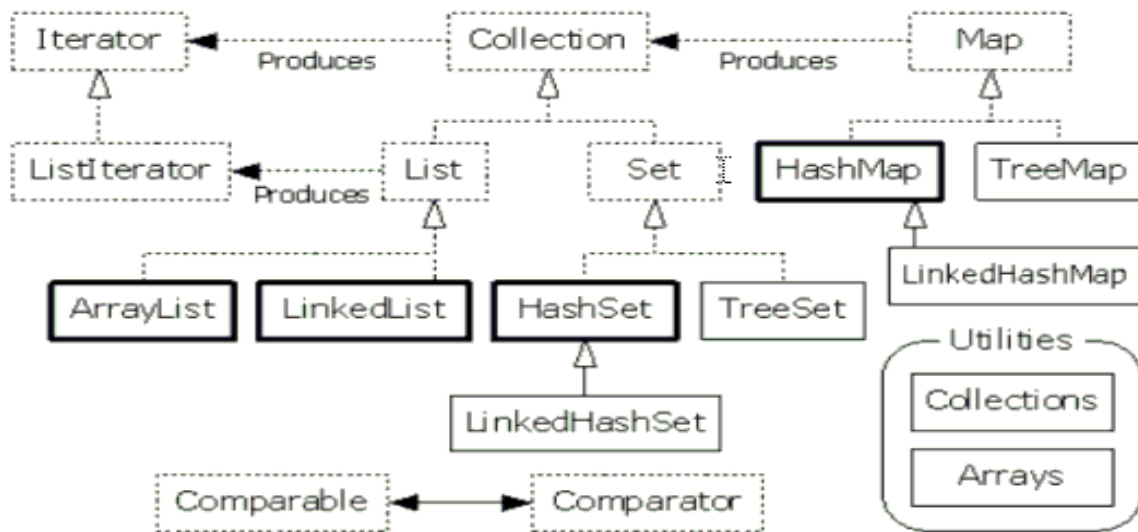 Iterator
Produces
Collection
Produces
Map
ListIterator
Produces
List
Set
HashMap
TreeMap
ArrayList
LinkedList
HashSet
TreeSet
LinkedHashMap
Utilities
Collections
LinkedHashSet
Arrays
Comparable
Comparator